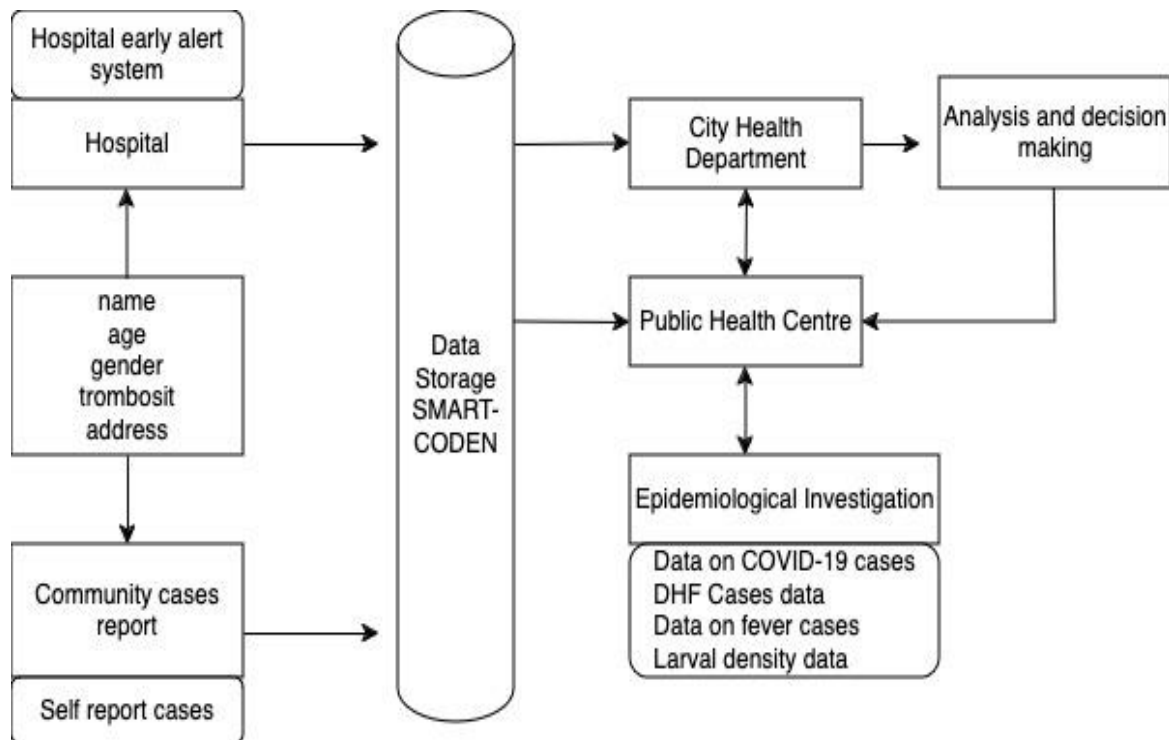 Hospital early alert
system
Hospital
name
age
gender
trombosit
address
Community cases
report
Self report cases
Data
Storage
SMART-
CODEN
City Health
Department
Analysis and decision
making
Public Health Centre
Epidemiological Investigation
Data on COVID-19 cases
DHF Cases data
Data on fever cases
Larval density data